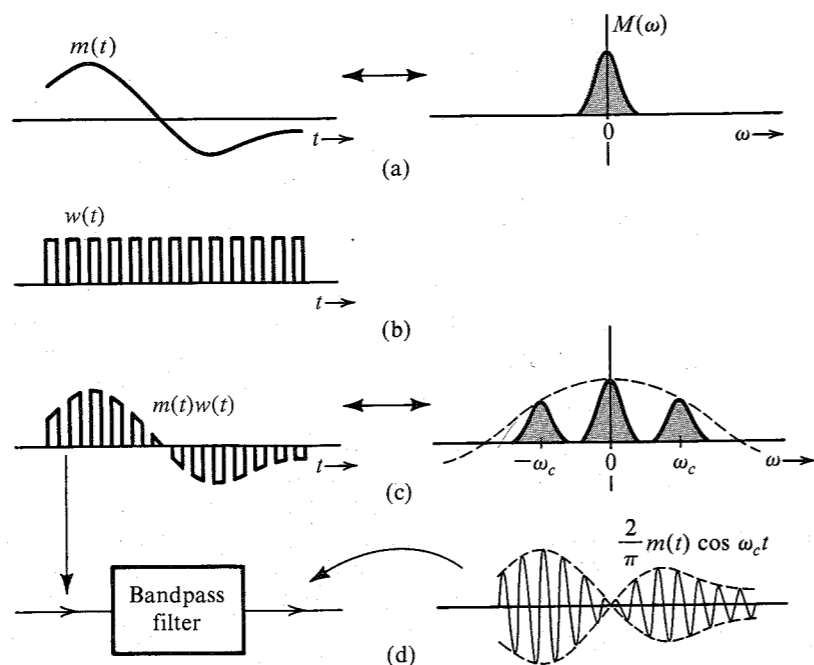 m(t)
M(ω)
t→
0
ω→
(a)
w(t)
t→
(b)
m(t)w(t)
t→
−ω_c
0
ω_c
ω→
(c)
Bandpass
filter
2/π m(t) cos ω_c t
(d)